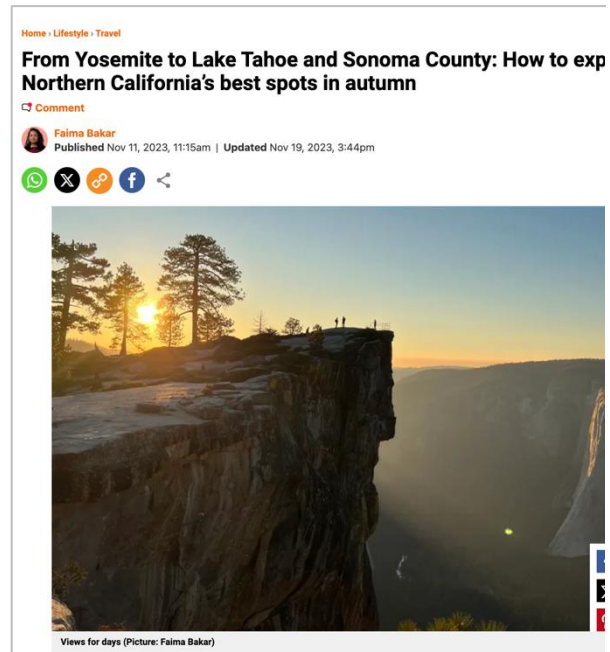 Home › Lifestyle › Travel
From Yosemite to Lake Tahoe and Sonoma County: How to exp
Northern California’s best spots in autumn
Comment
Faima Bakar
Published Nov 11, 2023, 11:15am | Updated Nov 19, 2023, 3:44pm
Views for days (Picture: Faima Bakar)